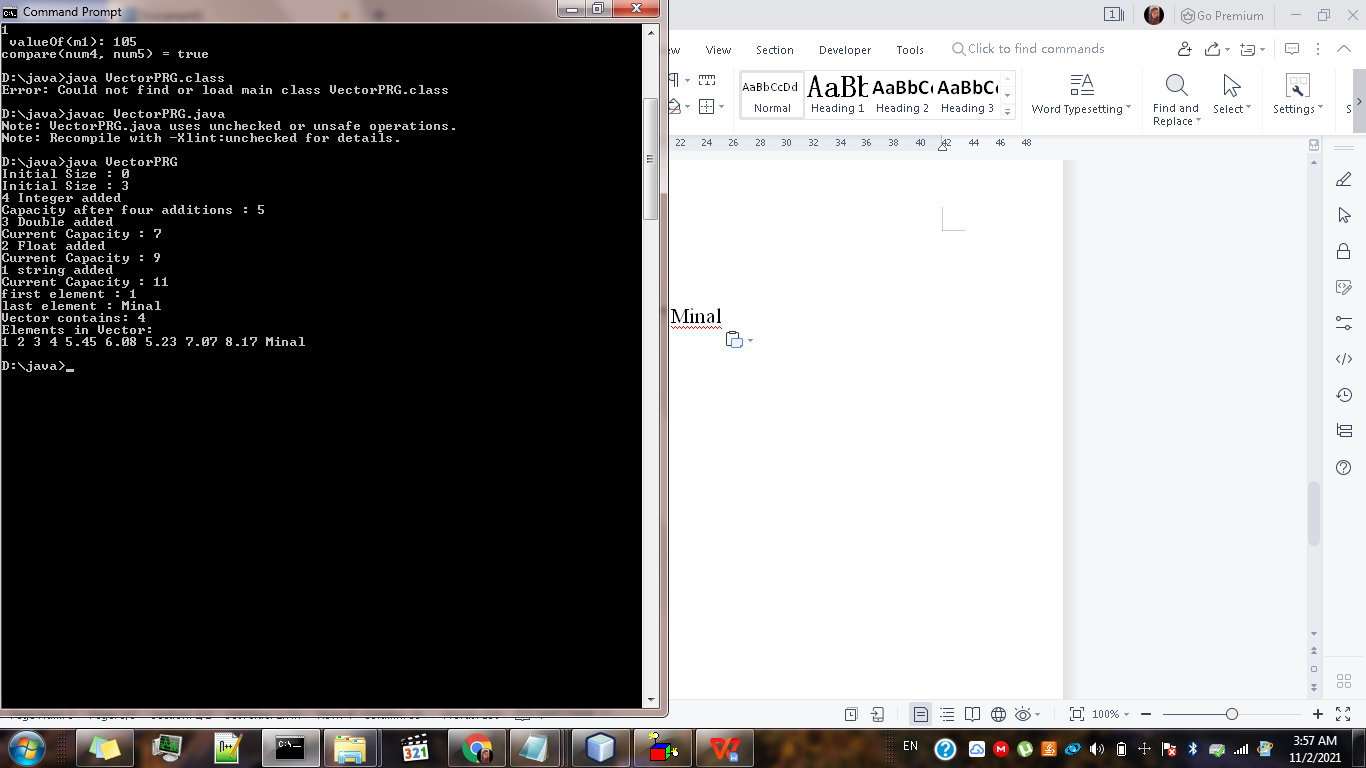 Command Prompt
1
valueOf(m1): 105
compare(num4, num5) = true
D:\java>java VectorPRG.class
Error: Could not find or load main class VectorPRG.class
D:\java>javac VectorPRG.java
Note: VectorPRG.java uses unchecked or unsafe operations.
Note: Recompile with -Xlint:unchecked for details.
D:\java>java VectorPRG
Initial Size : 0
Initial Size : 3
4 Integer added
Capacity after four additions : 5
3 Double added
Current Capacity : 7
2 Float added
Current Capacity : 9
1 string added
Current Capacity : 11
first element : 1
last element : Minal
Vector contains: 4
Elements in Vector:
1 2 3 4 5.45 6.08 5.23 7.07 8.17 Minal
D:\java>_
1 Go Premium
View Section Developer Tools Click to find commands
AaBbCcDd AaBb AaBbC AaBbC
Normal Heading 1 Heading 2 Heading 3
Word Typesetting Find and Replace Select Settings
22 24 26 28 30 32 34 36 38 40 42 44 46 48
Minal
100%
N++ 321 EN
3:57 AM
11/2/2021